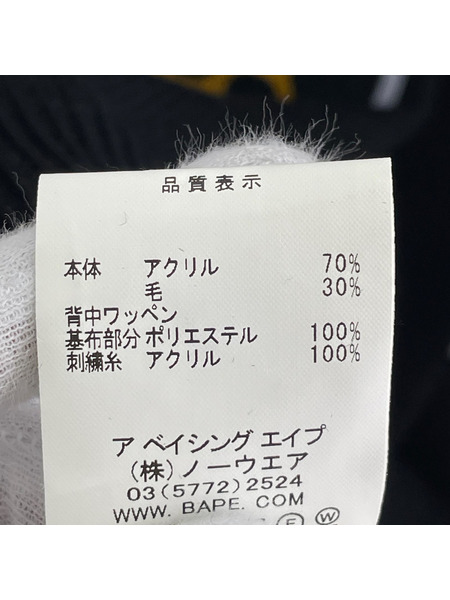 品質表示
本体 アクリル 70%
毛 30%
背中ワッペン
基布部分 ポリエステル 100%
刺繍糸 アクリル 100%
ア ベイシング エイプ
(株) ノーウエア
03(5772)2524
WWW. BAPE. COM
F W